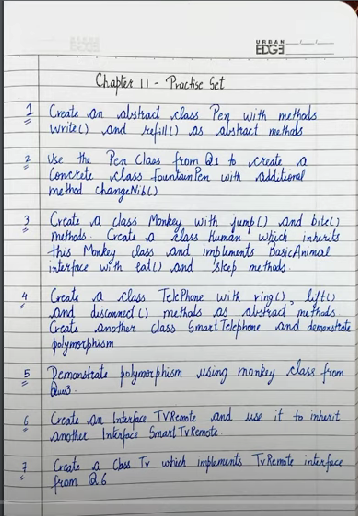 URBAN
EDGE
Chapter 11 - Practise Set
1 Create an abstract class Pen with methods
write() and refill() as abstract methods
2 Use the Pen Class from Q1 to create a
concrete class fountainPen with additional
method changeNib()
3 Create a class Monkey with jump() and bite()
methods. Create a class Human which inherits
this Monkey class and implements BasicAnimal
interface with eat() and sleep methods.
4 Create a class TelePhone with ring(), lift()
and disconnect() methods as abstract methods
Create another class SmartTelephone and demonstrate
polymorphism
5 Demonstrate polymorphism using monkey class from
Que3.
6 Create an Interface TVRemote and use it to inherit
another Interface SmartTvRemote.
7 Create a Class Tv which implements TvRemote interface
from Q6